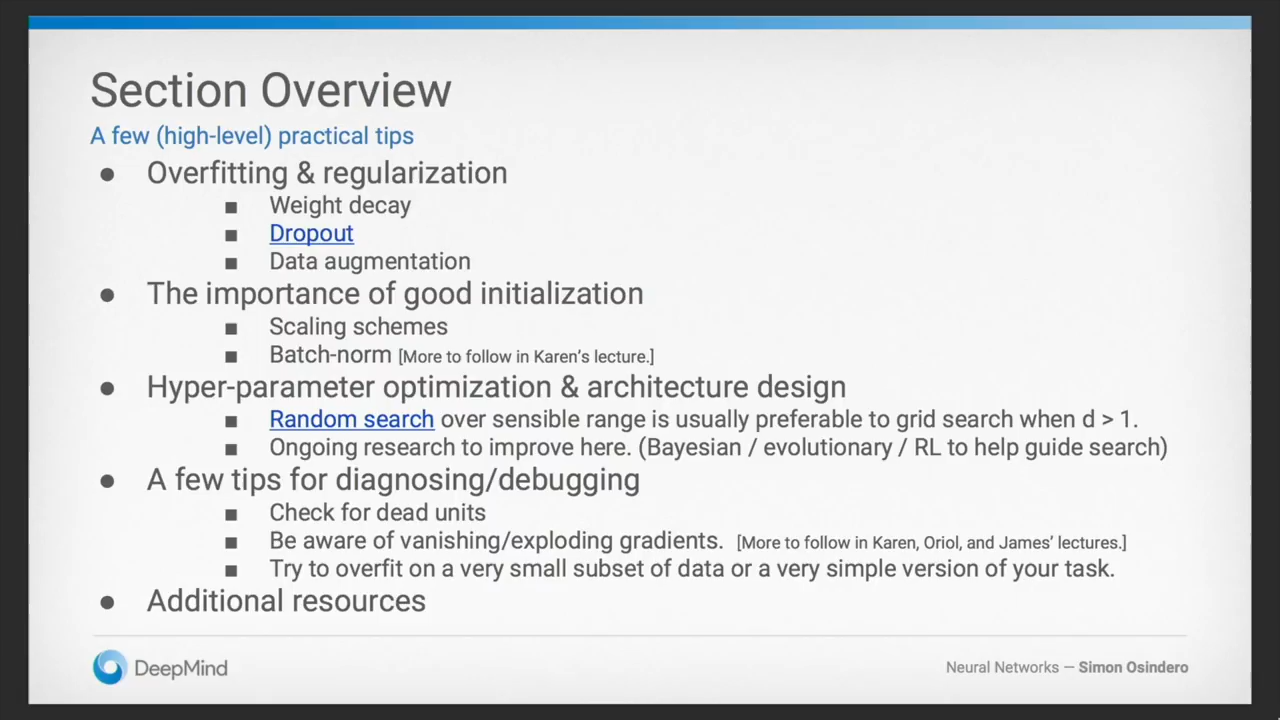 Section Overview
A few (high-level) practical tips
● Overfitting & regularization
■ Weight decay
■ Dropout
■ Data augmentation
● The importance of good initialization
■ Scaling schemes
■ Batch-norm [More to follow in Karen's lecture.]
● Hyper-parameter optimization & architecture design
■ Random search over sensible range is usually preferable to grid search when d > 1.
■ Ongoing research to improve here. (Bayesian / evolutionary / RL to help guide search)
● A few tips for diagnosing/debugging
■ Check for dead units
■ Be aware of vanishing/exploding gradients. [More to follow in Karen, Oriol, and James' lectures.]
■ Try to overfit on a very small subset of data or a very simple version of your task.
● Additional resources
DeepMind
Neural Networks — Simon Osindero